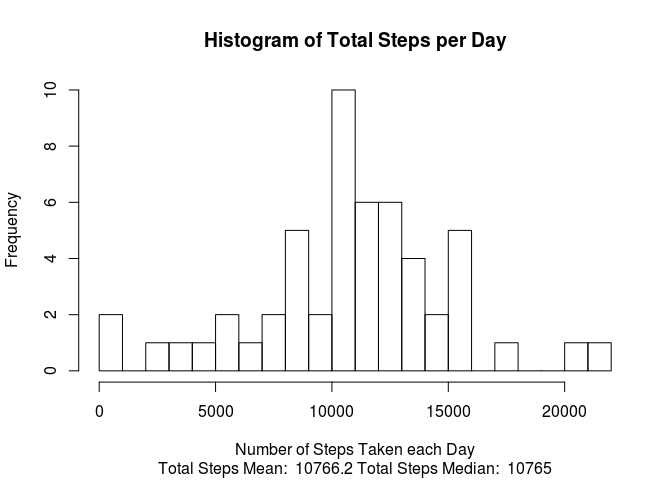 Histogram of Total Steps per Day
Frequency
10
8
6
4
2
0
0 5000 10000 15000 20000
Number of Steps Taken each Day
Total Steps Mean: 10766.2 Total Steps Median: 10765